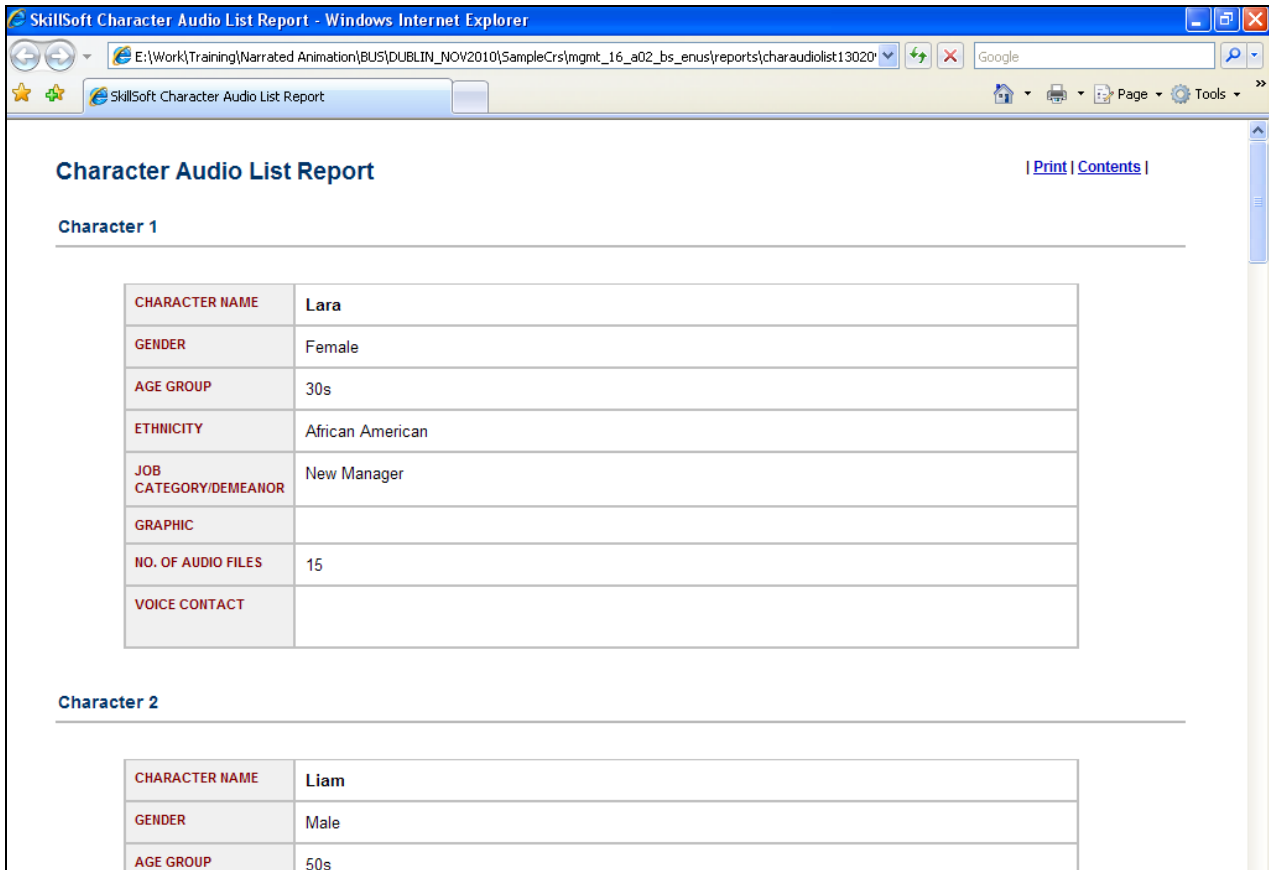 SkillSoft Character Audio List Report - Windows Internet Explorer
E:\Work\Training\Narrated Animation\BUS\DUBLIN_NOV2010\SampleCrs\mgmt_16_a02_bs_enus\reports\charaudiolist13020
Google
SkillSoft Character Audio List Report
Page
Tools
Character Audio List Report
| Print | Contents |
Character 1
CHARACTER NAME Lara
GENDER Female
AGE GROUP 30s
ETHNICITY African American
JOB
CATEGORY/DEMEANOR New Manager
GRAPHIC
NO. OF AUDIO FILES 15
VOICE CONTACT
Character 2
CHARACTER NAME Liam
GENDER Male
AGE GROUP 50s